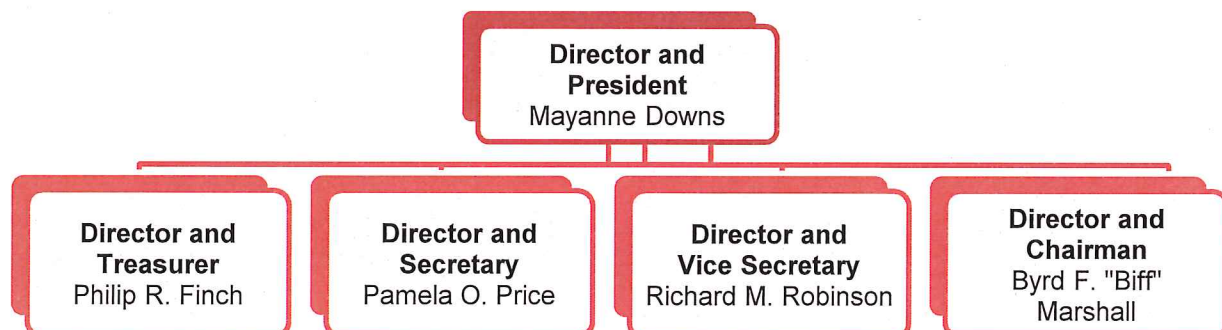 Director and
President
Mayanne Downs
Director and
Treasurer
Philip R. Finch
Director and
Secretary
Pamela O. Price
Director and
Vice Secretary
Richard M. Robinson
Director and
Chairman
Byrd F. "Biff"
Marshall